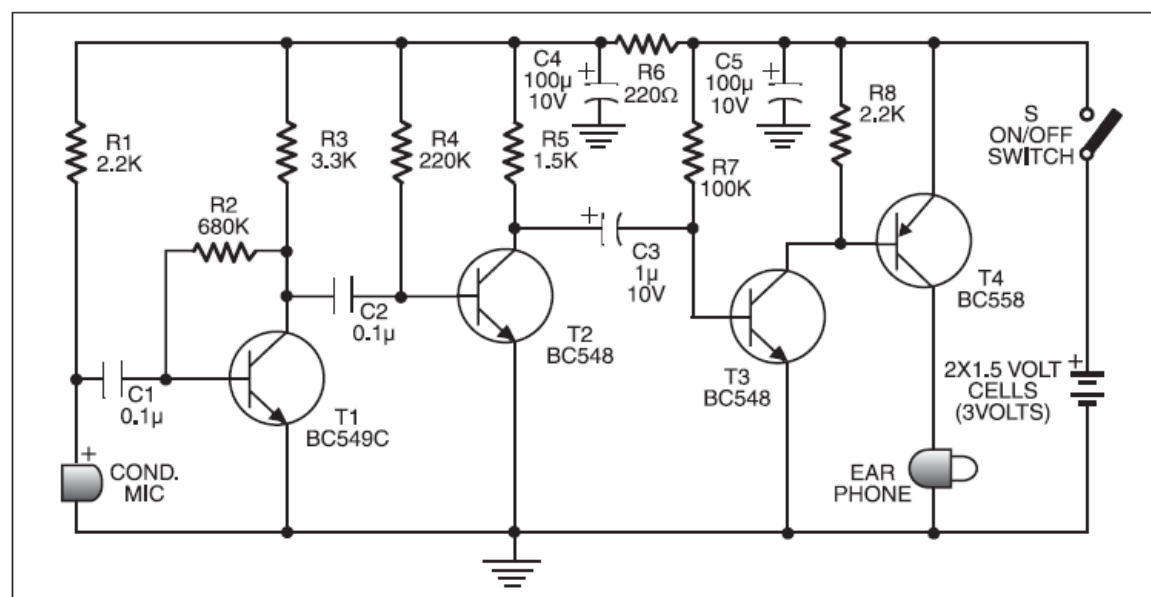 R1
2.2K
R2
680K
R3
3.3K
R4
220K
R5
1.5K
C4
100µ
10V
+
R6
220Ω
R7
100K
C5
100µ
10V
+
R8
2.2K
S
ON/OFF
SWITCH
C1
0.1µ
T1
BC549C
C2
0.1µ
T2
BC548
+
C3
1µ
10V
T3
BC548
T4
BC558
2X1.5 VOLT
CELLS
(3VOLTS)
+
+
COND.
MIC
EAR
PHONE